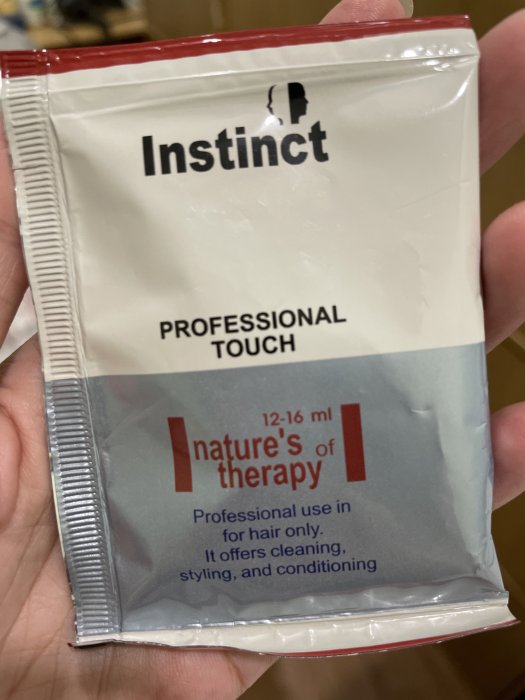 Instinct
PROFESSIONAL
TOUCH
12-16 ml
nature's of
therapy
Professional use in
for hair only.
It offers cleaning,
styling, and conditioning